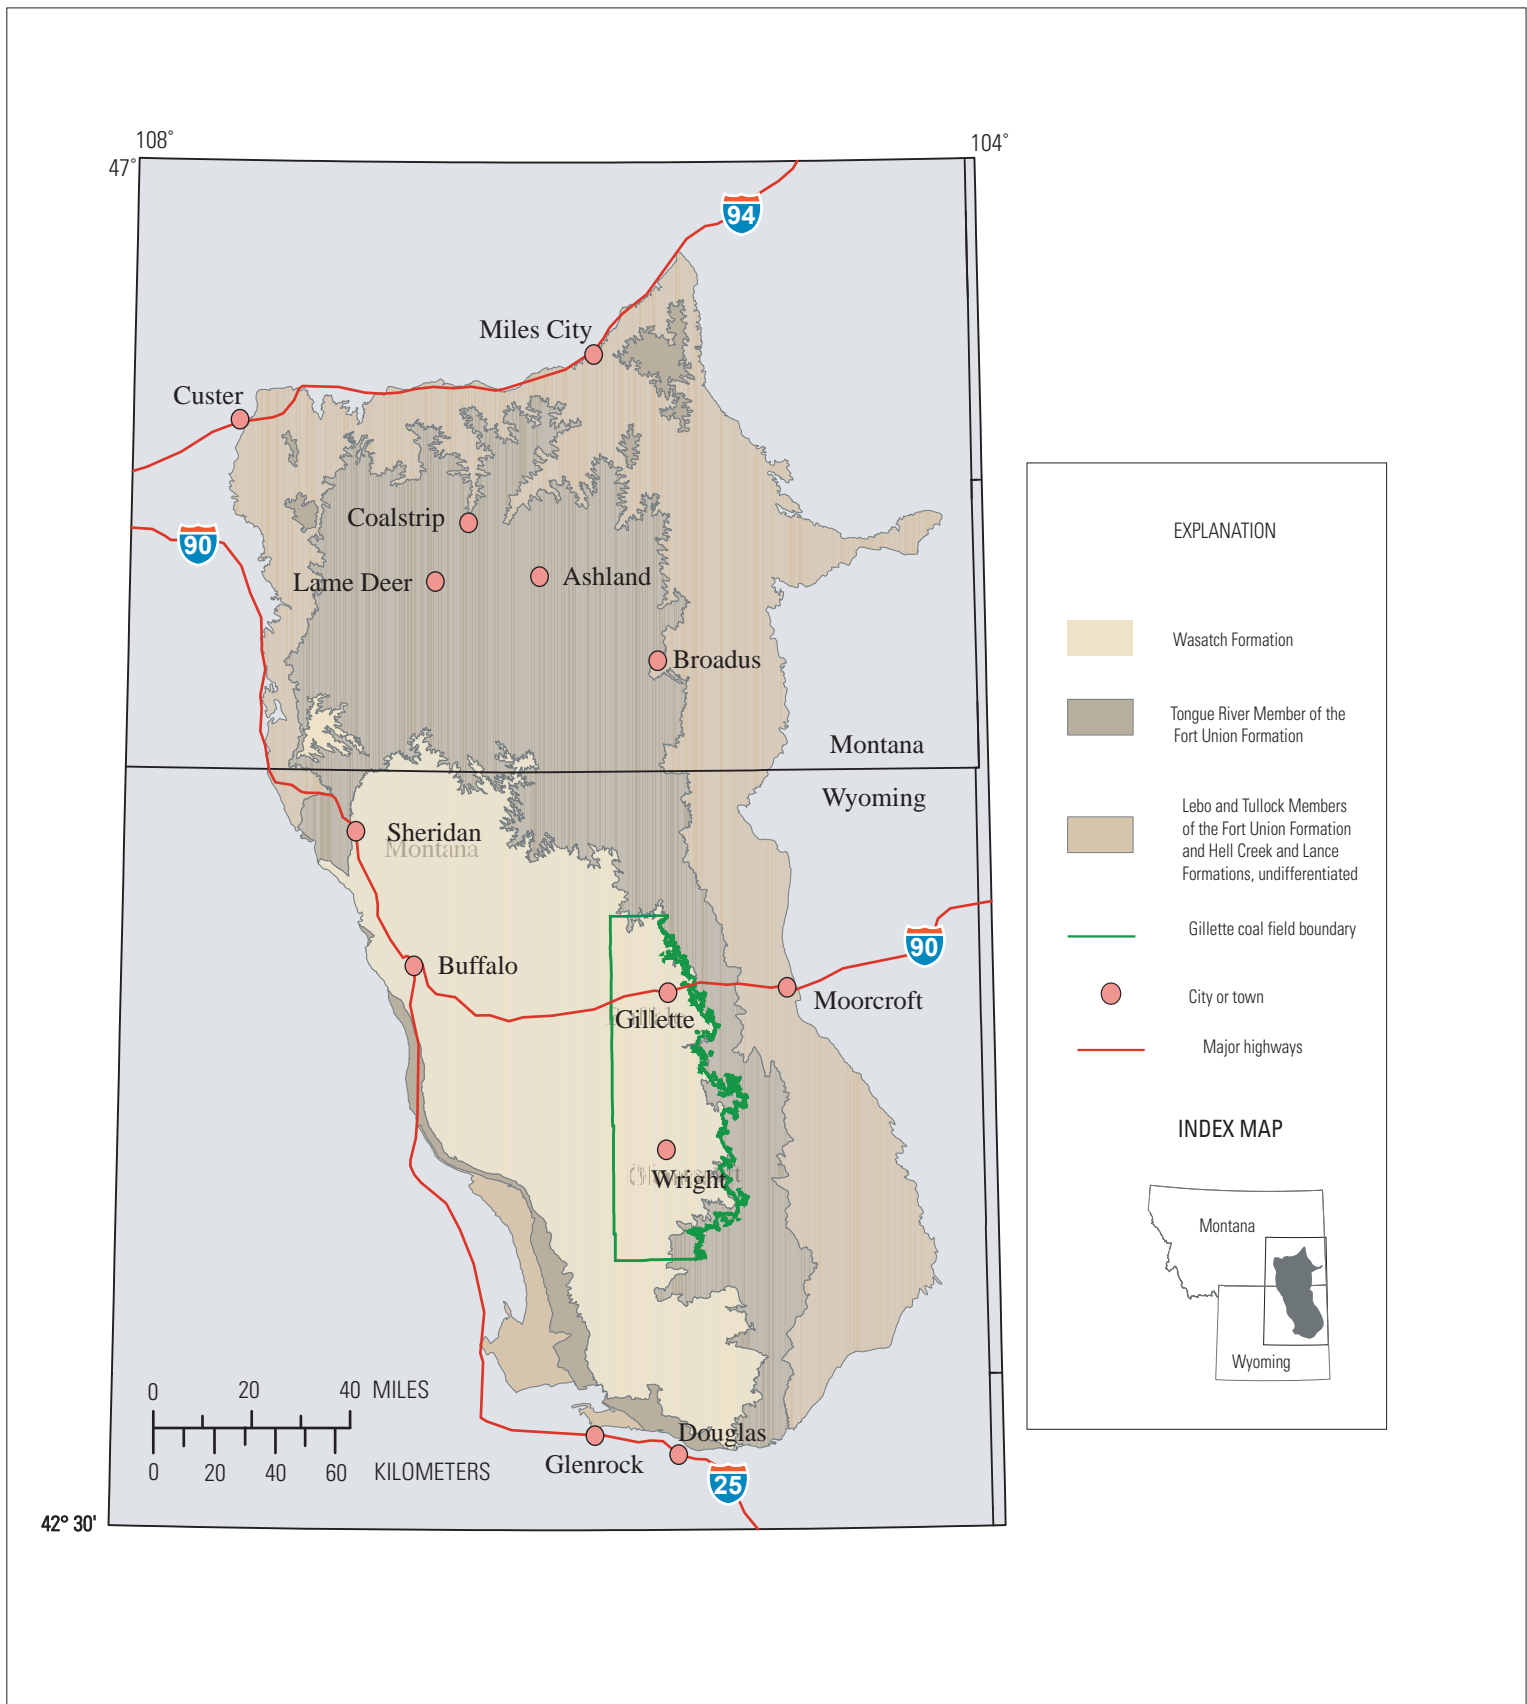 108°
104°
47°
94
Miles City
Custer
Coalstrip
90
Lame Deer
Ashland
Broadus
Montana
Wyoming
Sheridan
Montana
Buffalo
90
Moorcroft
Gillette
Wright
0 20 40 MILES
0 20 40 60 KILOMETERS
Douglas
Glenrock
25
42° 30'
EXPLANATION
Wasatch Formation
Tongue River Member of the
Fort Union Formation
Lebo and Tullock Members
of the Fort Union Formation
and Hell Creek and Lance
Formations, undifferentiated
Gillette coal field boundary
City or town
Major highways
INDEX MAP
Montana
Wyoming